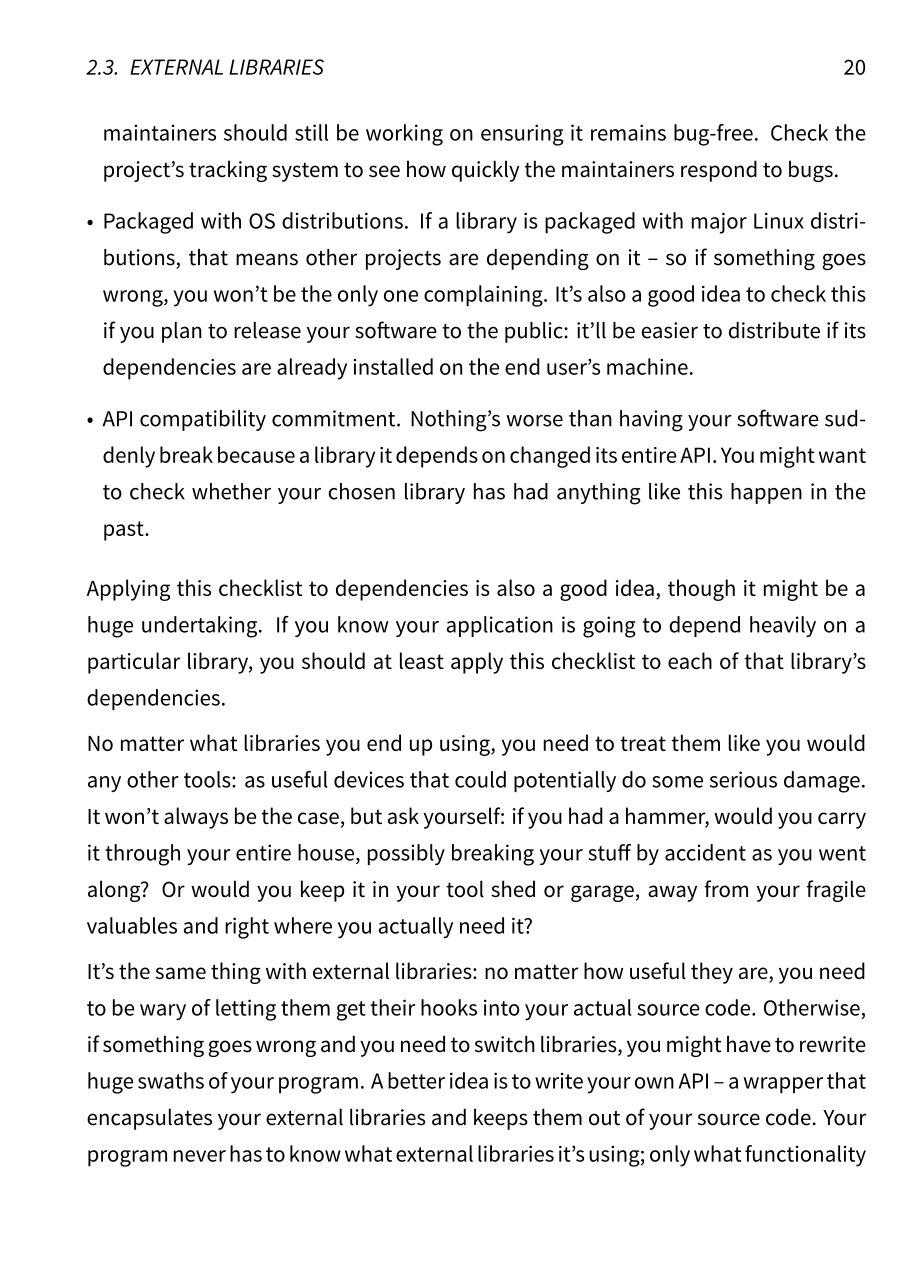 2.3. EXTERNAL LIBRARIES 20
maintainers should still be working on ensuring it remains bug-free. Check the
project’s tracking system to see how quickly the maintainers respond to bugs.
• Packaged with OS distributions. If a library is packaged with major Linux distri-
butions, that means other projects are depending on it – so if something goes
wrong, you won’t be the only one complaining. It’s also a good idea to check this
if you plan to release your software to the public: it’ll be easier to distribute if its
dependencies are already installed on the end user’s machine.
• API compatibility commitment. Nothing’s worse than having your software sud-
denly break because a library it depends on changed its entire API. You might want
to check whether your chosen library has had anything like this happen in the
past.
Applying this checklist to dependencies is also a good idea, though it might be a
huge undertaking. If you know your application is going to depend heavily on a
particular library, you should at least apply this checklist to each of that library’s
dependencies.
No matter what libraries you end up using, you need to treat them like you would
any other tools: as useful devices that could potentially do some serious damage.
It won’t always be the case, but ask yourself: if you had a hammer, would you carry
it through your entire house, possibly breaking your stuff by accident as you went
along? Or would you keep it in your tool shed or garage, away from your fragile
valuables and right where you actually need it?
It’s the same thing with external libraries: no matter how useful they are, you need
to be wary of letting them get their hooks into your actual source code. Otherwise,
if something goes wrong and you need to switch libraries, you might have to rewrite
huge swaths of your program. A better idea is to write your own API – a wrapper that
encapsulates your external libraries and keeps them out of your source code. Your
program never has to know what external libraries it’s using; only what functionality